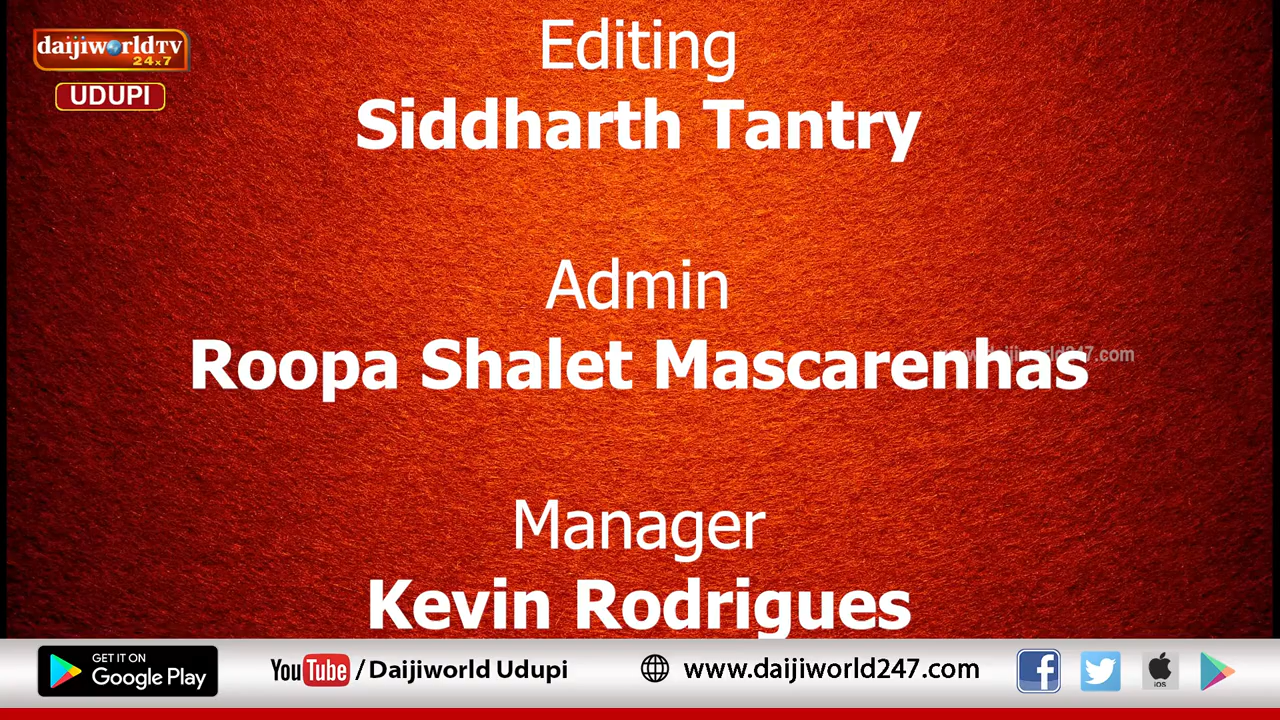 daijiworldTV
24x7
UDUPI
Editing
Siddharth Tantry
Admin
Roopa Shalet Mascarenhas
www.daijiworld247.com
Manager
Kevin Rodrigues
GET IT ON
Google Play
YouTube /Daijiworld Udupi
www.daijiworld247.com
iOS